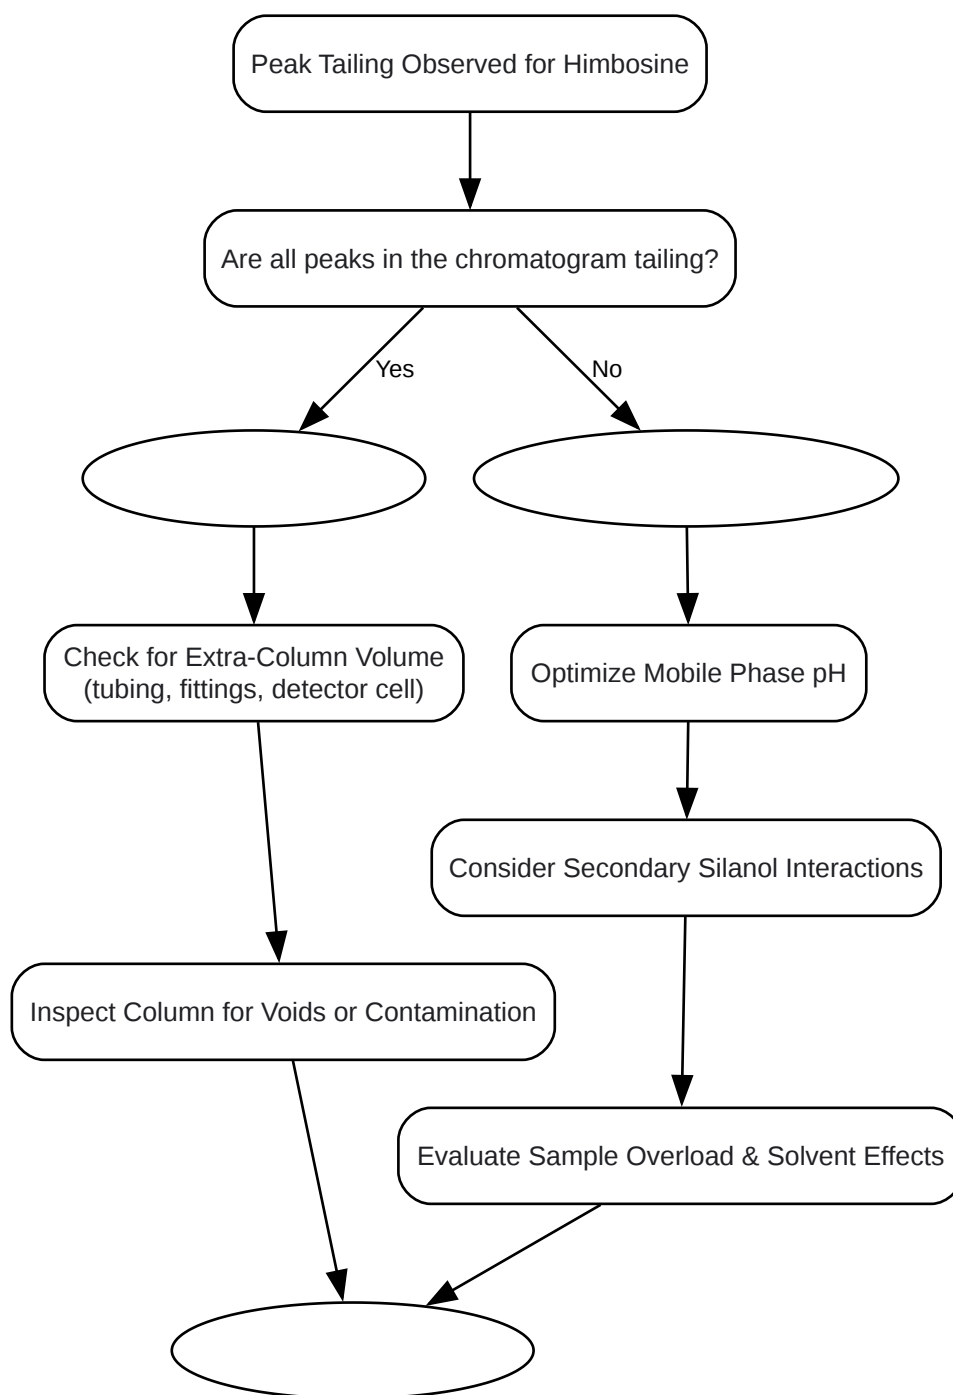 Peak Tailing Observed for Himbosine
Are all peaks in the chromatogram tailing?
Yes
No
Check for Extra-Column Volume
(tubing, fittings, detector cell)
Optimize Mobile Phase pH
Consider Secondary Silanol Interactions
Inspect Column for Voids or Contamination
Evaluate Sample Overload & Solvent Effects